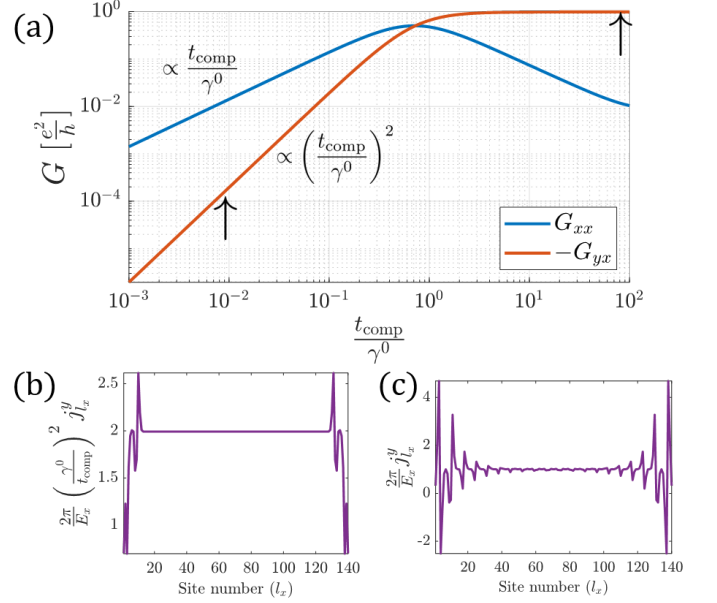 (a)
10^0
10^-2
10^-4
G [e^2/h]
∝ t_comp/γ^0
∝ (t_comp/γ^0)^2
G_xx
−G_yx
10^-3 10^-2 10^-1 10^0 10^1 10^2
t_comp/γ^0
(b)
2.5
2
1.5
1
2π/E_x (γ^0/t_comp)^2 j^y_{l_x}
20 40 60 80 100 120 140
Site number (l_x)
(c)
4
2
0
-2
2π/E_x j^y_{l_x}
20 40 60 80 100 120 140
Site number (l_x)